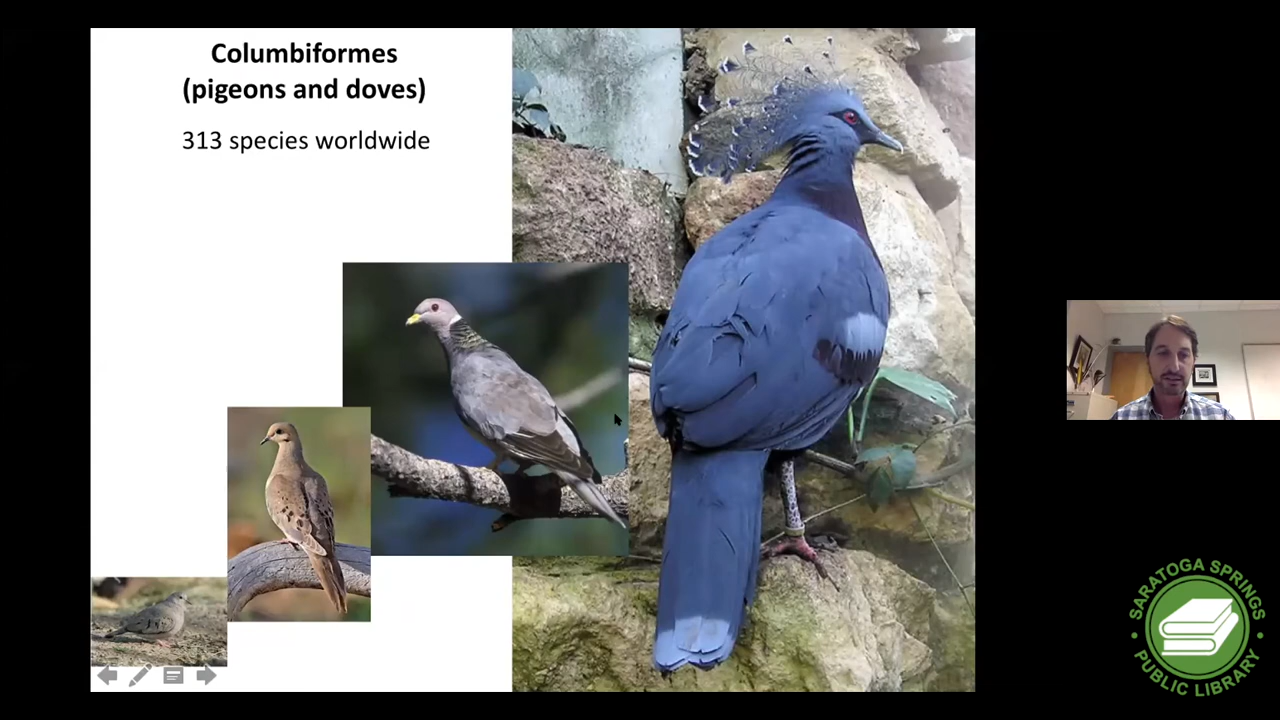 Columbiformes
(pigeons and doves)
313 species worldwide
SARATOGA SPRINGS
PUBLIC LIBRARY